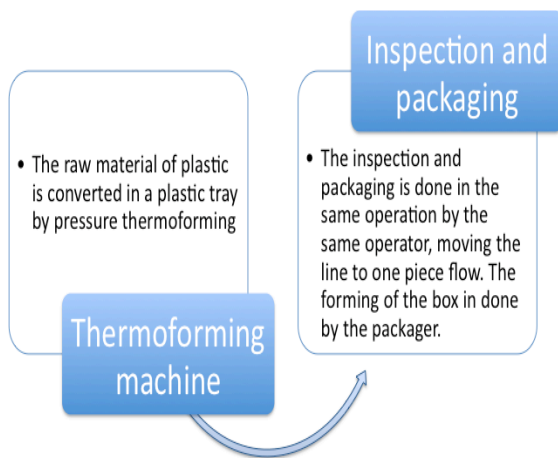 • The raw material of plastic
is converted in a plastic tray
by pressure thermoforming
Thermoforming
machine
Inspection and
packaging
• The inspection and
packaging is done in the
same operation by the
same operator, moving the
line to one piece flow. The
forming of the box in done
by the packager.